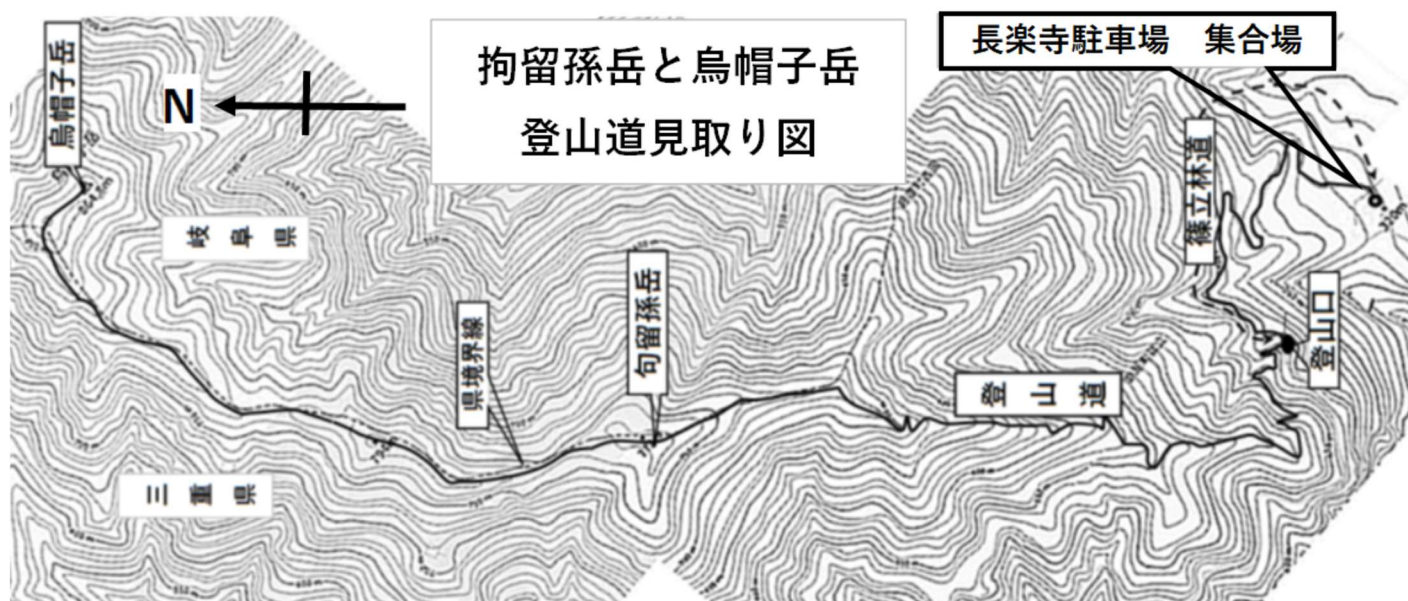 拘留孫岳と烏帽子岳
登山道見取り図
長楽寺駐車場　集合場
烏帽子岳
N
岐阜県
篠立林道
句留孫岳
県境界線
登山口
登山道
三重県
320m